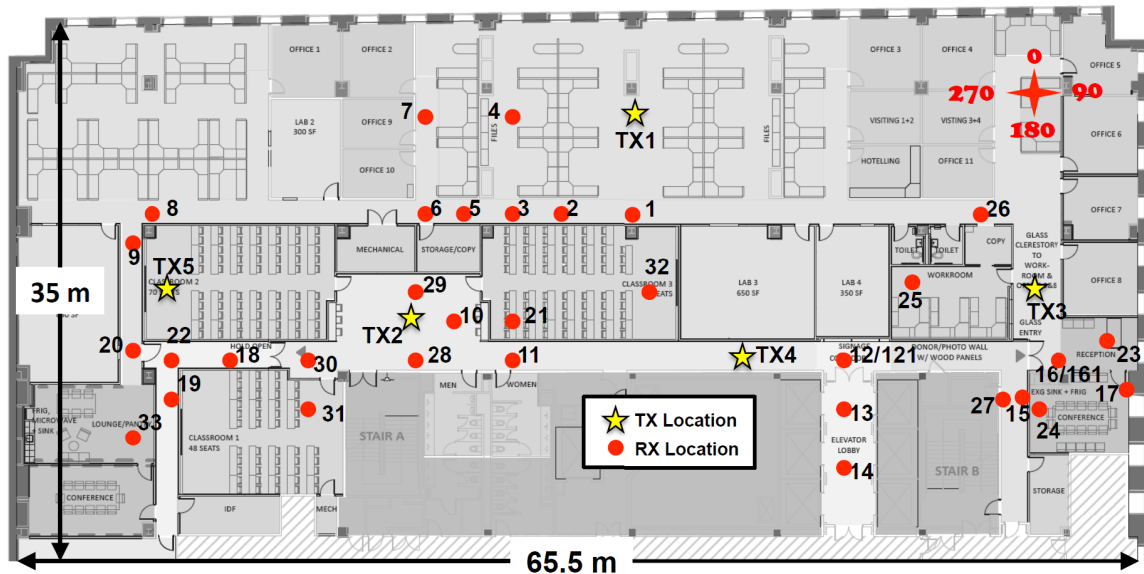 OFFICE 1
OFFICE 2
OFFICE 3
OFFICE 4
OFFICE 5
0
270
90
180
7
4
TX1
LAB 2
300 SF
OFFICE 9
FILES
FILES
VISITING 1+2
VISTING 3+4
OFFICE 6
OFFICE 10
HOTELLING
OFFICE 11
8
6
5
3
2
1
26
OFFICE 7
9
MECHANICAL
STORAGE/COPY
TOILET
TOILET
COPY
GLASS
CLERESTORY
TO WORK-
ROOM &
TX5
CLASSROOM 2
35 m
29
CLASSROOM 3
32
LAB 3
650 SF
LAB 4
350 SF
WORKROOM
25
OFFICE 8
TX3
TX2
10
21
GLASS
ENTRY
20
22
HOLD OPEN
18
30
28
11
TX4
SIGNAGE
12/121
DONOR/PHOTO WALL
W/ WOOD PANELS
16/161
RECEPTION
23
19
MEN
WOMEN
17
FRIG,
MICROWAVE
+ SINK
33
LOUNGE/PANTRY
31
CLASSROOM 1
48 SEATS
STAIR A
TX Location
RX Location
13
ELEVATOR
LOBBY
14
27
15
EXG SINK + FRIG
24
CONFERENCE
STAIR B
CONFERENCE
IDF
MECH
STORAGE
65.5 m